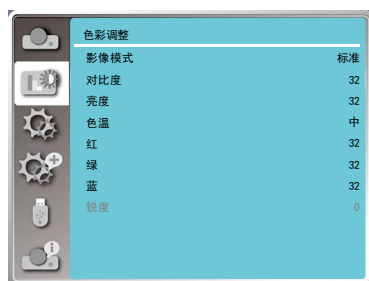 色彩调整
影像模式 标准
对比度 32
亮度 32
色温 中
红 32
绿 32
蓝 32
锐度 0